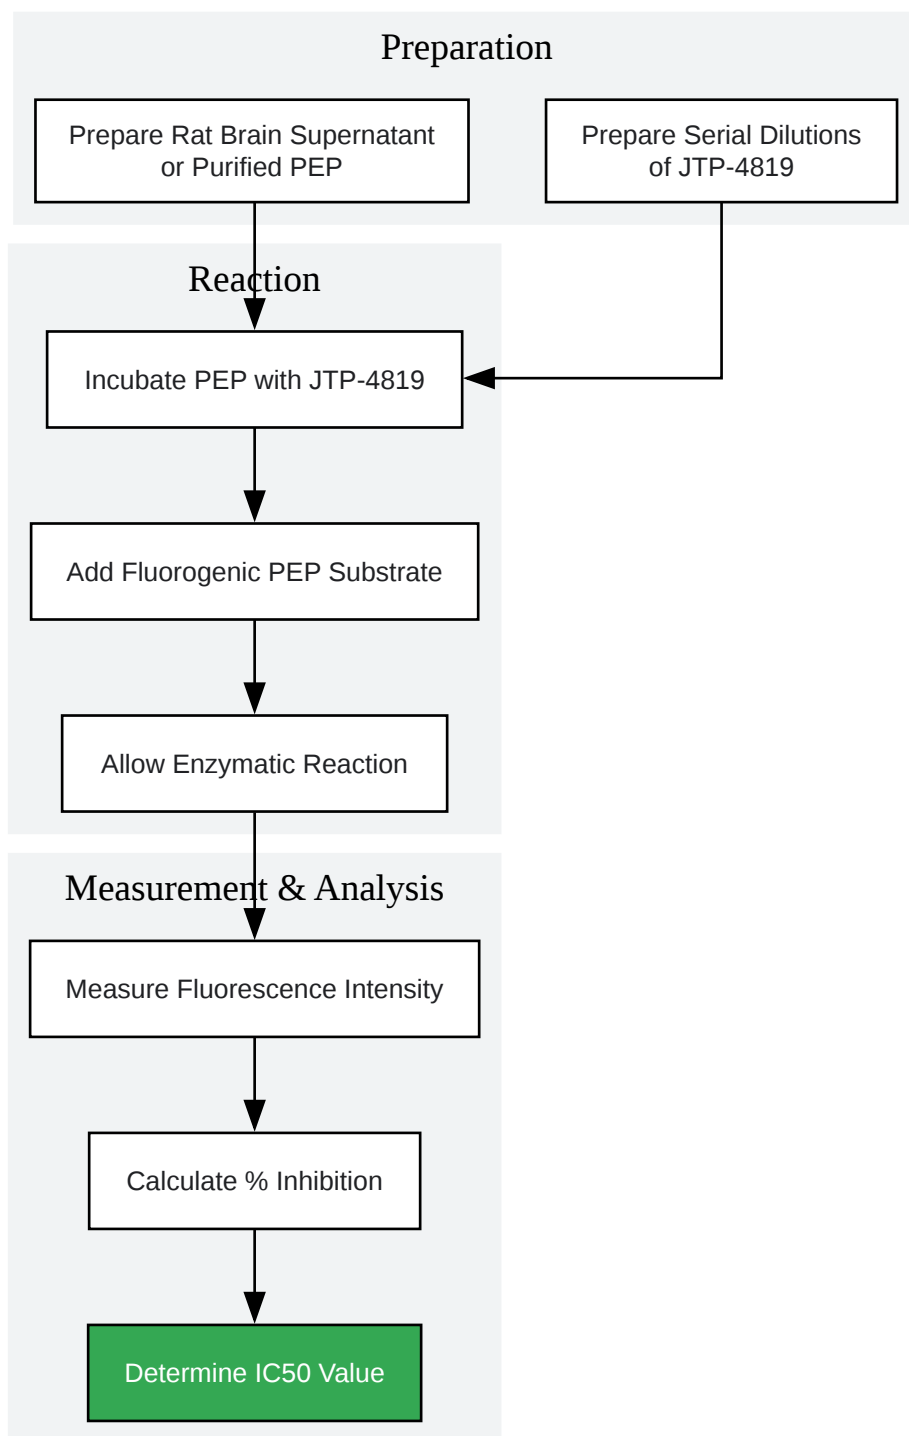 Preparation
Prepare Rat Brain Supernatant
or Purified PEP
Prepare Serial Dilutions
of JTP-4819
Reaction
Incubate PEP with JTP-4819
Add Fluorogenic PEP Substrate
Allow Enzymatic Reaction
Measurement & Analysis
Measure Fluorescence Intensity
Calculate % Inhibition
Determine IC50 Value